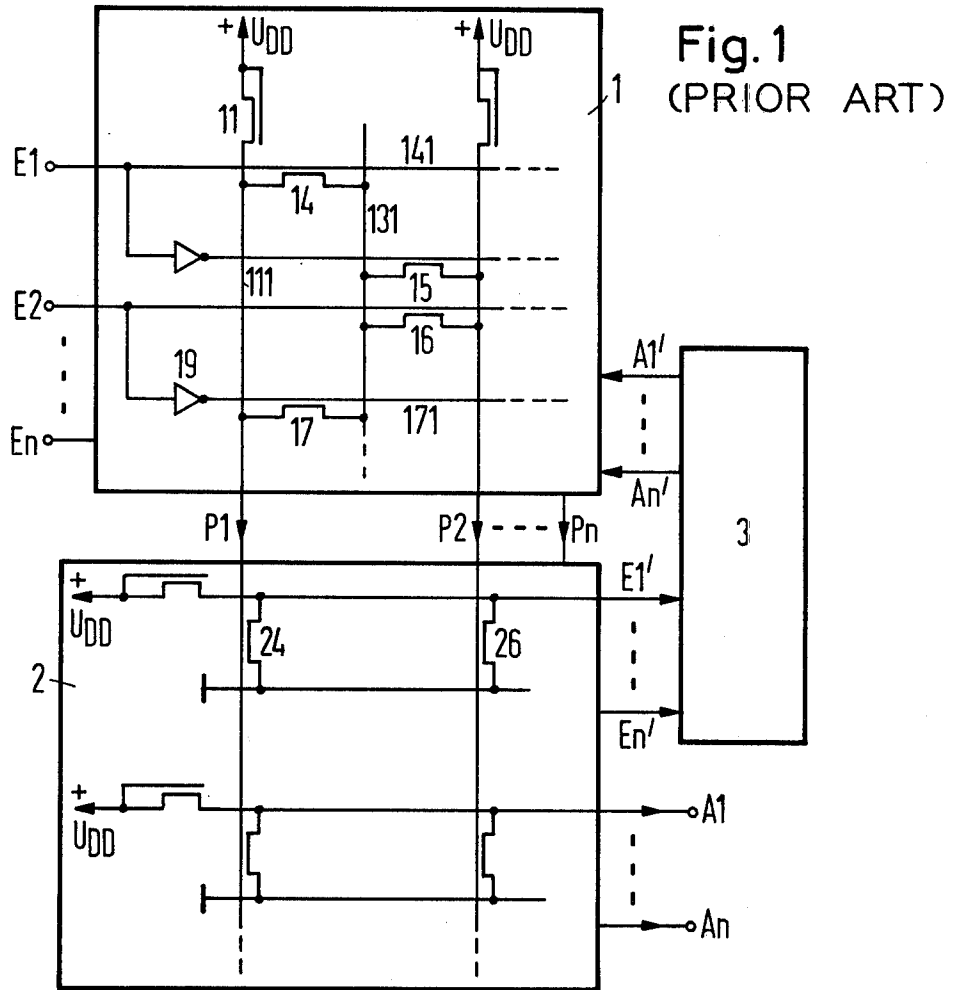 Fig. 1
(PRIOR ART)
+ UDD
+ UDD
1
11
E1
141
14
131
111
15
E2
16
19
17
171
En
A1′
An′
3
P1
P2
Pn
+
UDD
E1′
24
26
2
En′
+
UDD
A1
An